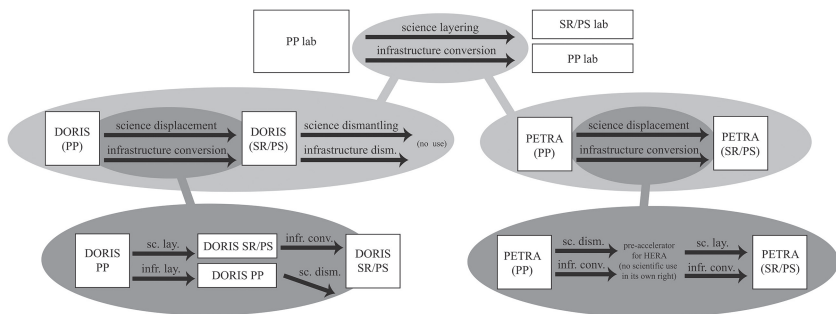 PP lab
science layering
infrastructure conversion
SR/PS lab
PP lab
DORIS
(PP)
science displacement
infrastructure conversion
DORIS
(SR/PS)
science dismantling
infrastructure dism.
(no use)
PETRA
(PP)
science displacement
infrastructure conversion
PETRA
(SR/PS)
DORIS
PP
sc. lay.
infr. lay.
DORIS SR/PS
DORIS PP
infr. conv.
sc. dism.
DORIS
SR/PS
PETRA
(PP)
sc. dism.
infr. conv.
pre-accelerator
for HERA
(no scientific use
in its own right)
sc. lay.
infr. conv.
PETRA
(SR/PS)